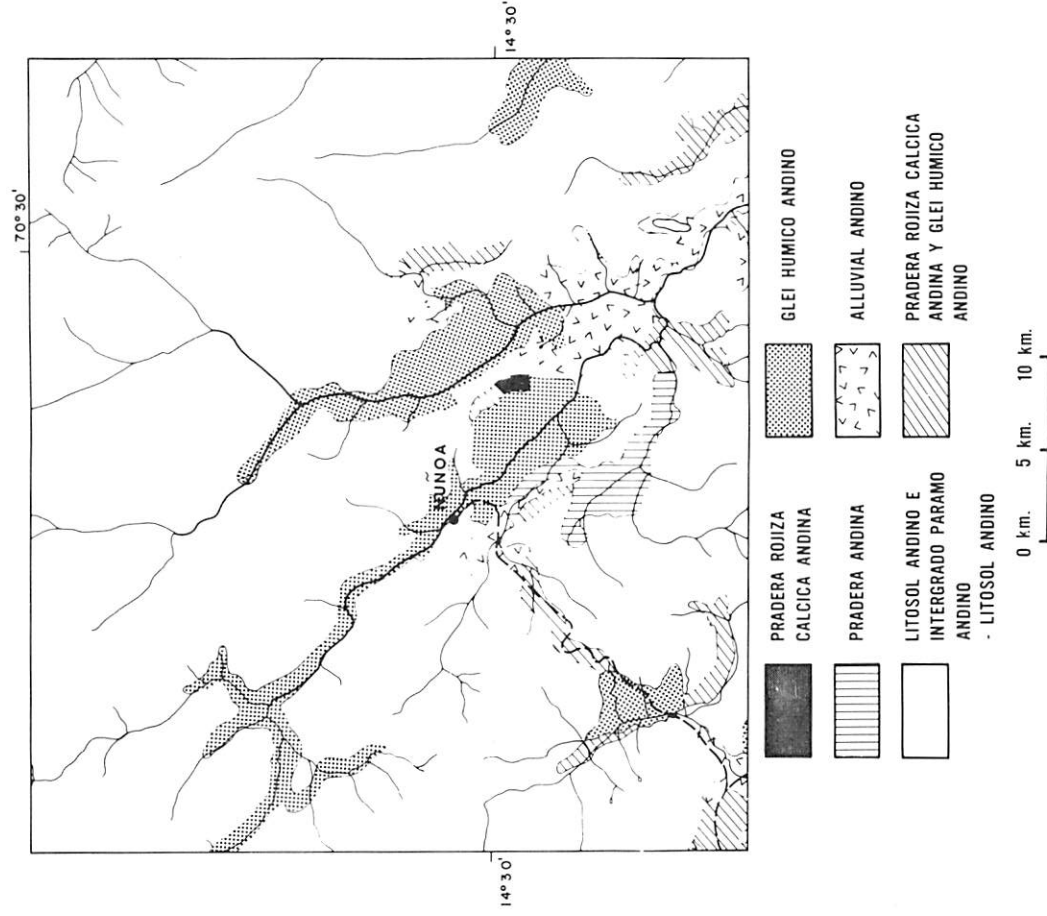 70° 30'
14° 30'
14° 30'
NUNOA
PRADERA ROJIZA
CALCICA ANDINA
PRADERA ANDINA
LITOSOL ANDINO E
INTERGRADO PARAMO
ANDINO
- LITOSOL ANDINO
GLEI HUMICO ANDINO
ALLUVIAL ANDINO
PRADERA ROJIZA CALCICA
ANDINA Y GLEI HUMICO
ANDINO
0 km. 5 km. 10 km.